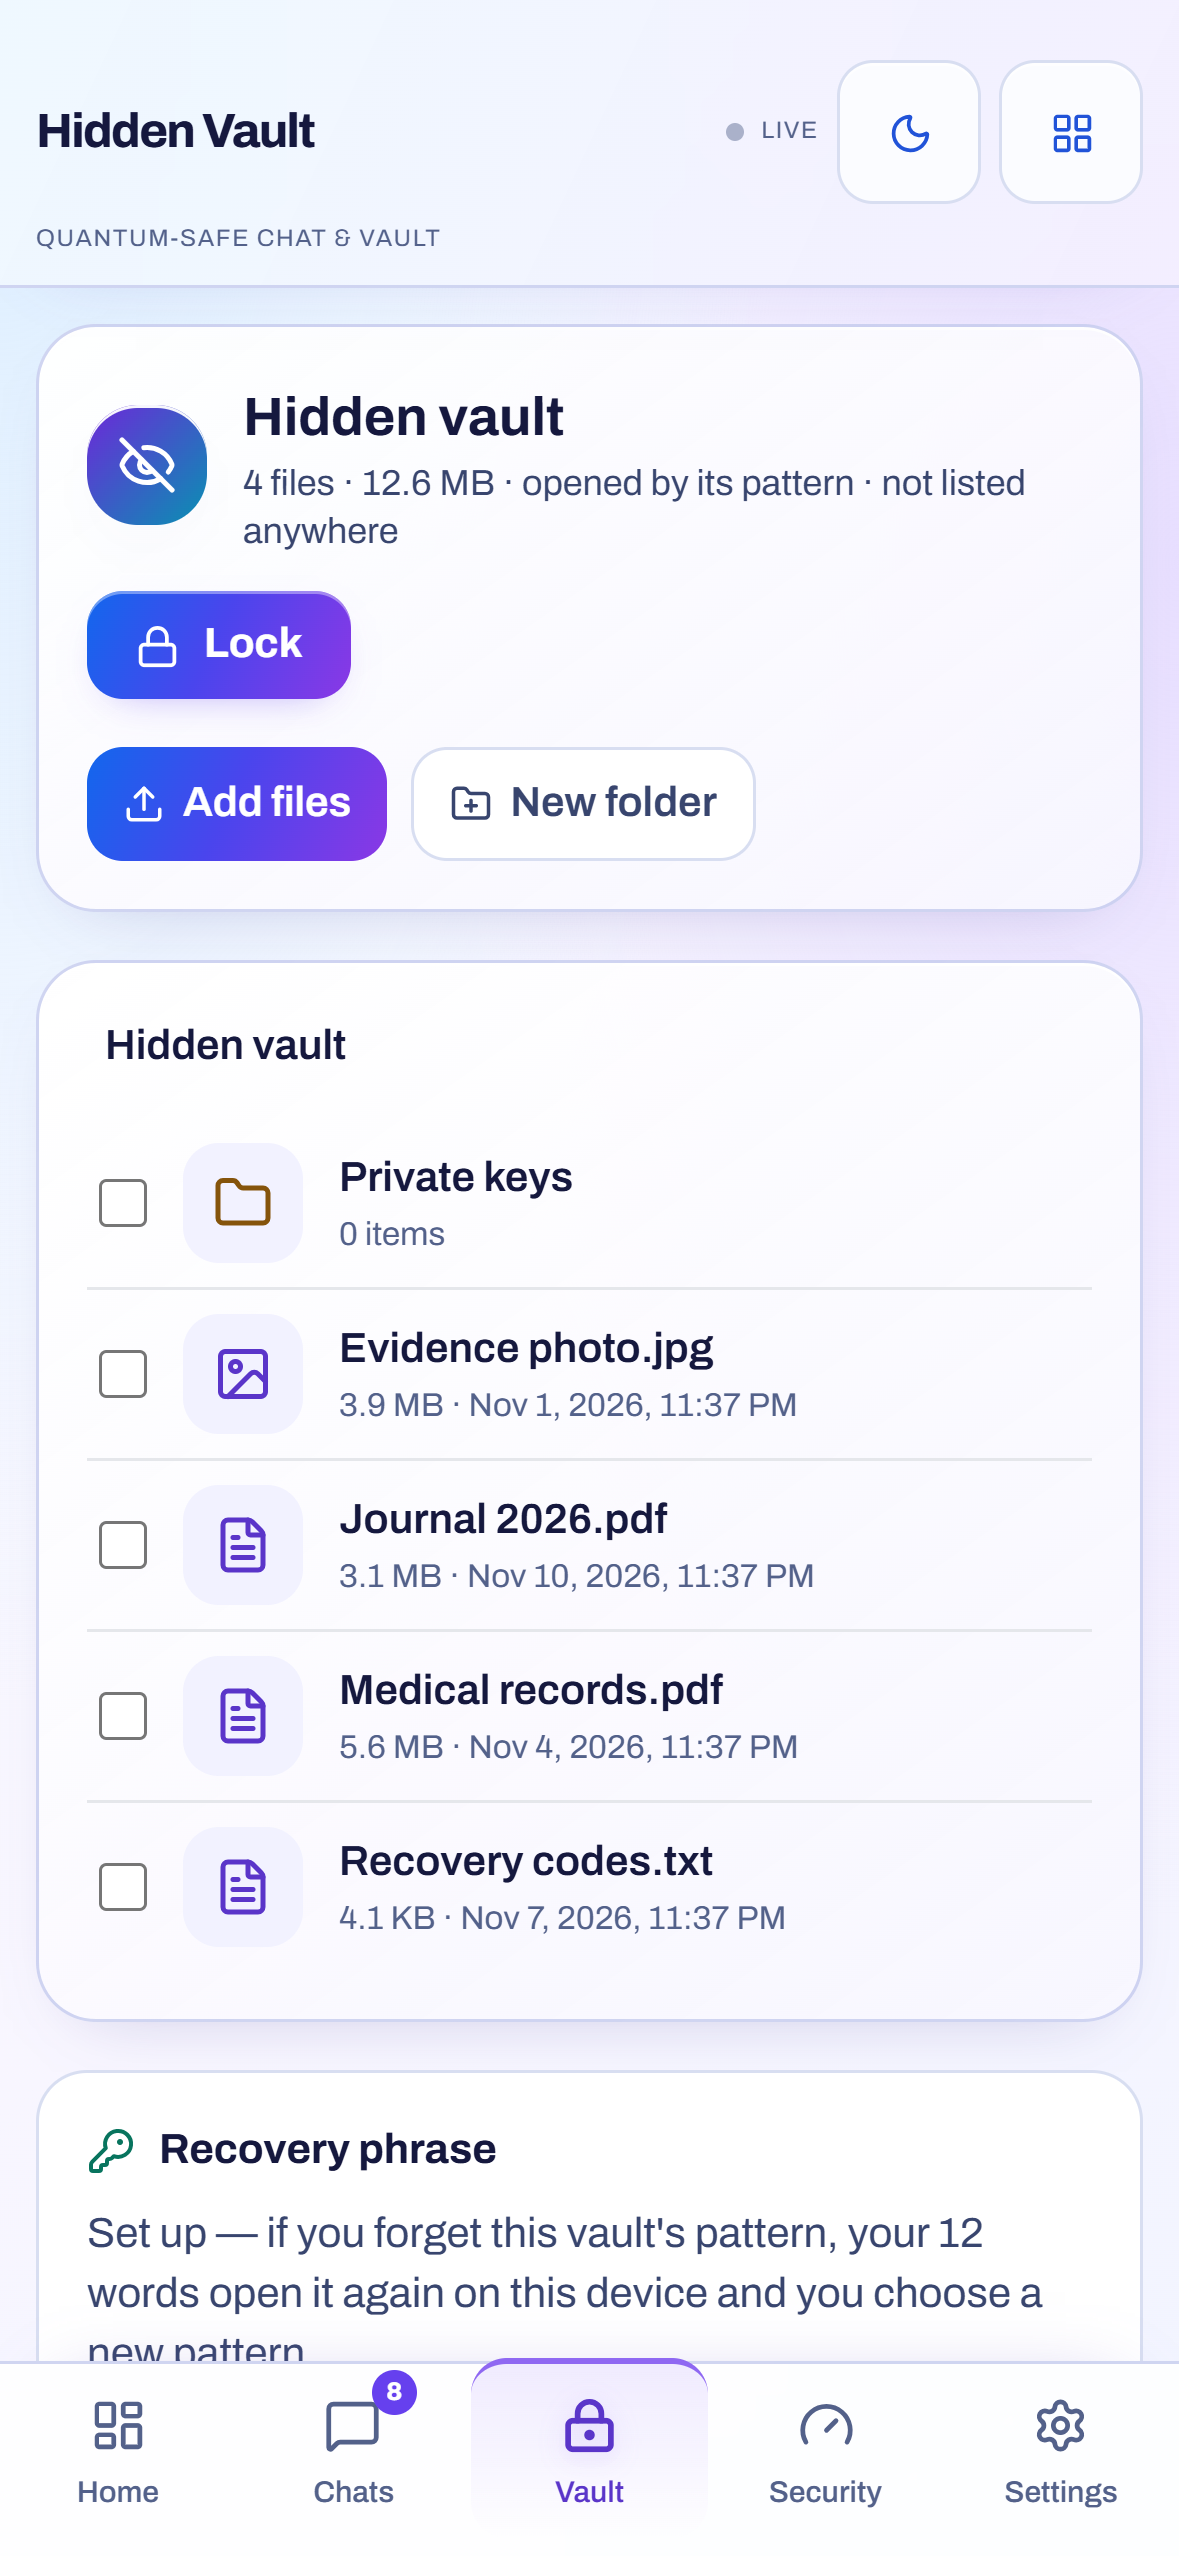 Hidden Vault
LIVE
QUANTUM-SAFE CHAT & VAULT
Hidden vault
4 files · 12.6 MB · opened by its pattern · not listed
anywhere
Lock
Add files
New folder
Hidden vault
Private keys
0 items
Evidence photo.jpg
3.9 MB · Nov 1, 2026, 11:37 PM
Journal 2026.pdf
3.1 MB · Nov 10, 2026, 11:37 PM
Medical records.pdf
5.6 MB · Nov 4, 2026, 11:37 PM
Recovery codes.txt
4.1 KB · Nov 7, 2026, 11:37 PM
Recovery phrase
Set up — if you forget this vault's pattern, your 12
words open it again on this device and you choose a
new pattern
8
Home
Chats
Vault
Security
Settings